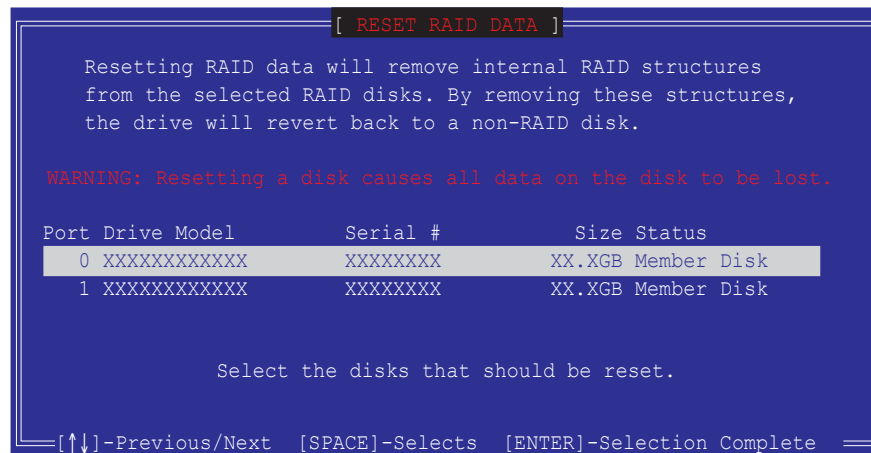 [ RESET RAID DATA ]
Resetting RAID data will remove internal RAID structures
from the selected RAID disks. By removing these structures,
the drive will revert back to a non-RAID disk.
WARNING: Resetting a disk causes all data on the disk to be lost.
Port Drive Model Serial # Size Status
0 XXXXXXXXXXXX XXXXXXXX XX.XGB Member Disk
1 XXXXXXXXXXXX XXXXXXXX XX.XGB Member Disk
Select the disks that should be reset.
[↑↓]-Previous/Next [SPACE]-Selects [ENTER]-Selection Complete